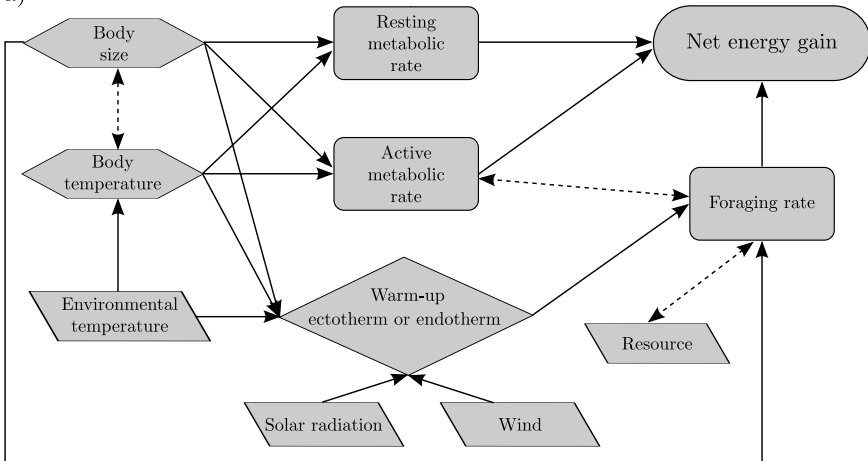 Body
size
Resting
metabolic
rate
Net energy gain
Body
temperature
Active
metabolic
rate
Foraging rate
Environmental
temperature
Warm-up
ectotherm or endotherm
Resource
Solar radiation
Wind